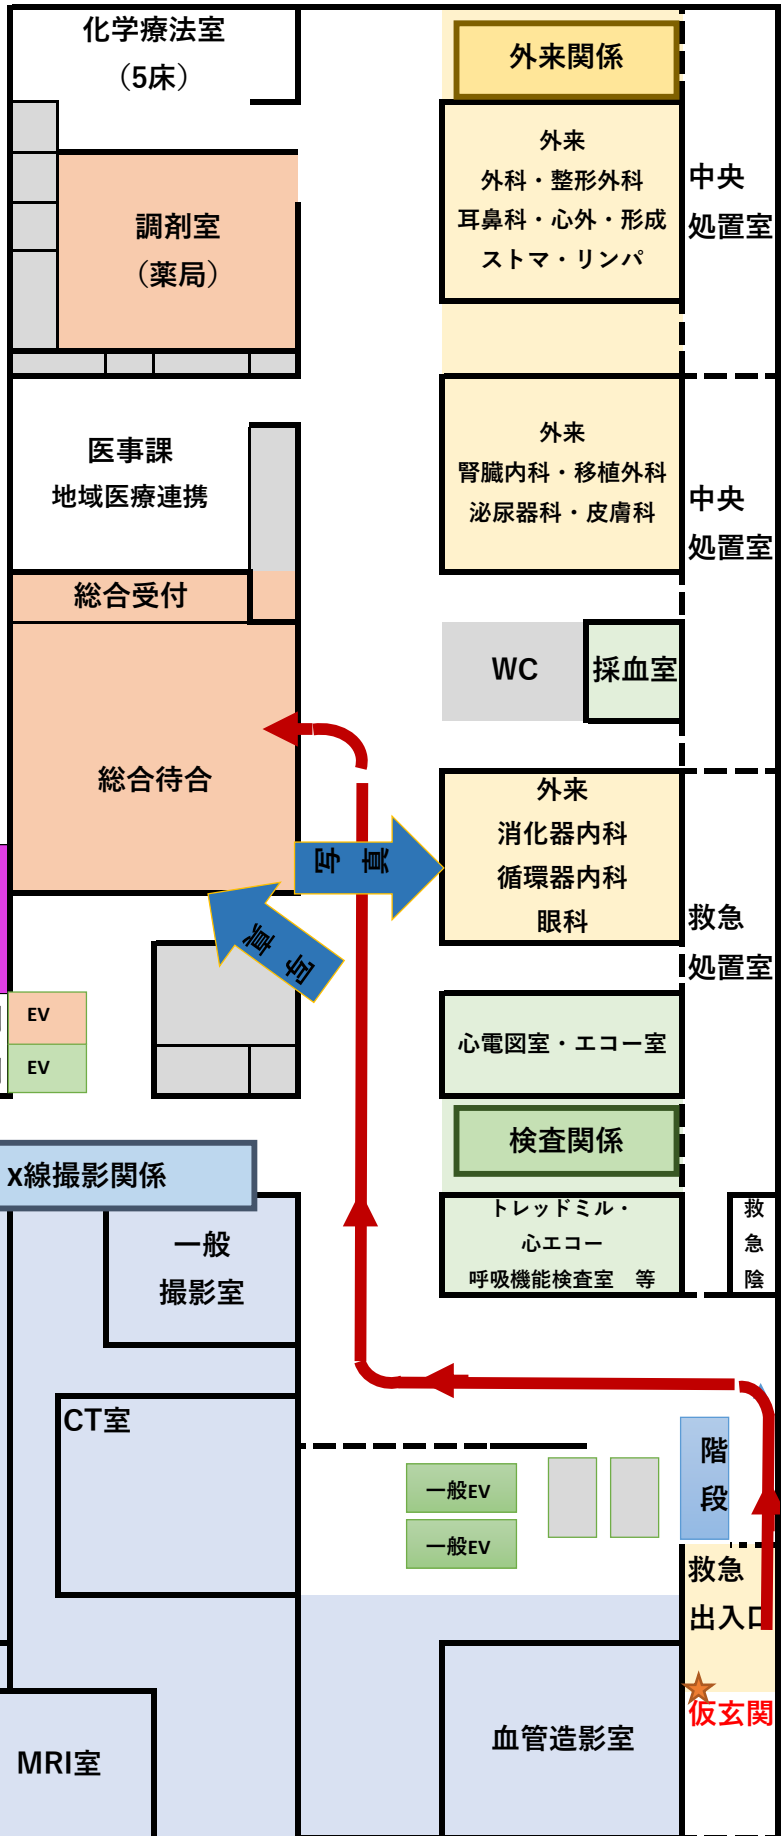 化学療法室
（5床）
外来関係
調剤室
（薬局）
外来
外科・整形外科
耳鼻科・心外・形成
ストマ・リンパ
中央
処置室
医事課
地域医療連携
外来
腎臓内科・移植外科
泌尿器科・皮膚科
中央
処置室
総合受付
WC
採血室
総合待合
写真
外来
消化器内科
循環器内科
眼科
救急
処置室
写真
EV
EV
心電図室・エコー室
検査関係
X線撮影関係
一般
撮影室
トレッドミル・
心エコー
呼吸機能検査室　等
救
急
陰
CT室
階
段
一般EV
一般EV
救急
出入口
仮玄関
MRI室
血管造影室